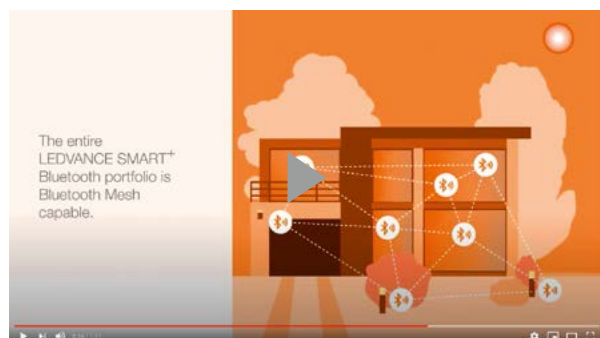 The entire
LEDVANCE SMART+
Bluetooth portfolio is
Bluetooth Mesh
capable.